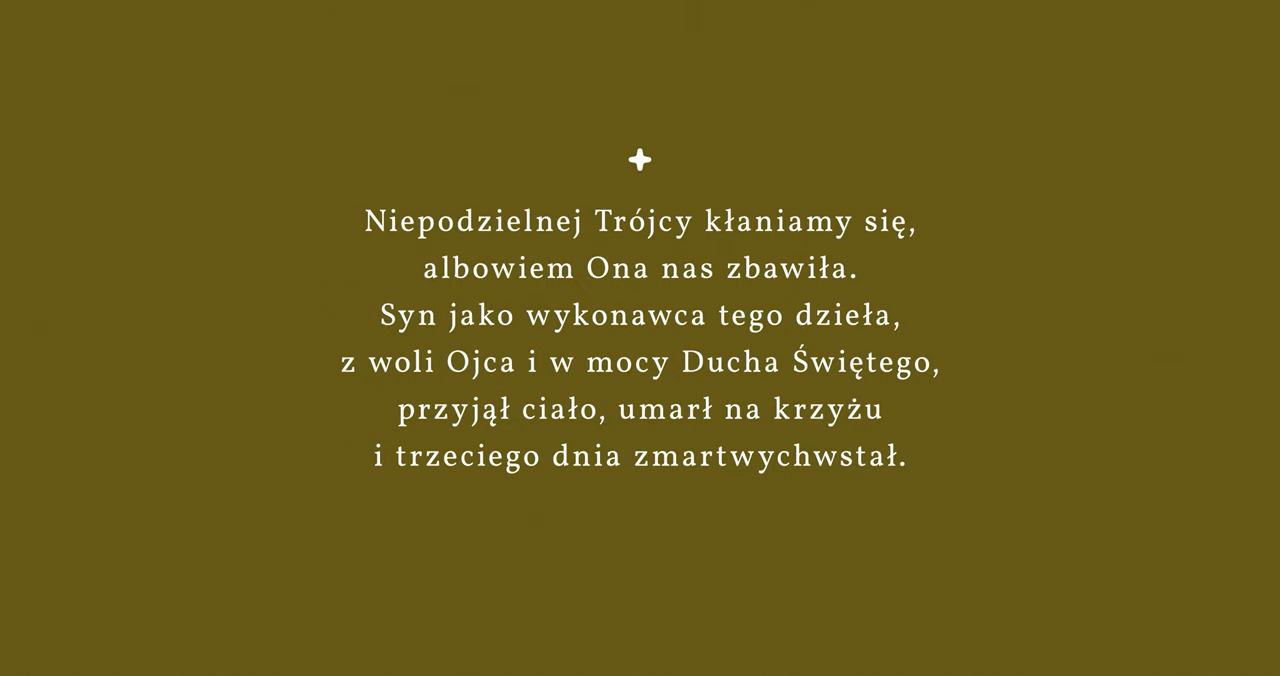 Niepodzielnej Trójcy kłaniamy się,
albowiem Ona nas zbawiła.
Syn jako wykonawca tego dzieła,
z woli Ojca i w mocy Ducha Świętego,
przyjął ciało, umarł na krzyżu
i trzeciego dnia zmartwychwstał.